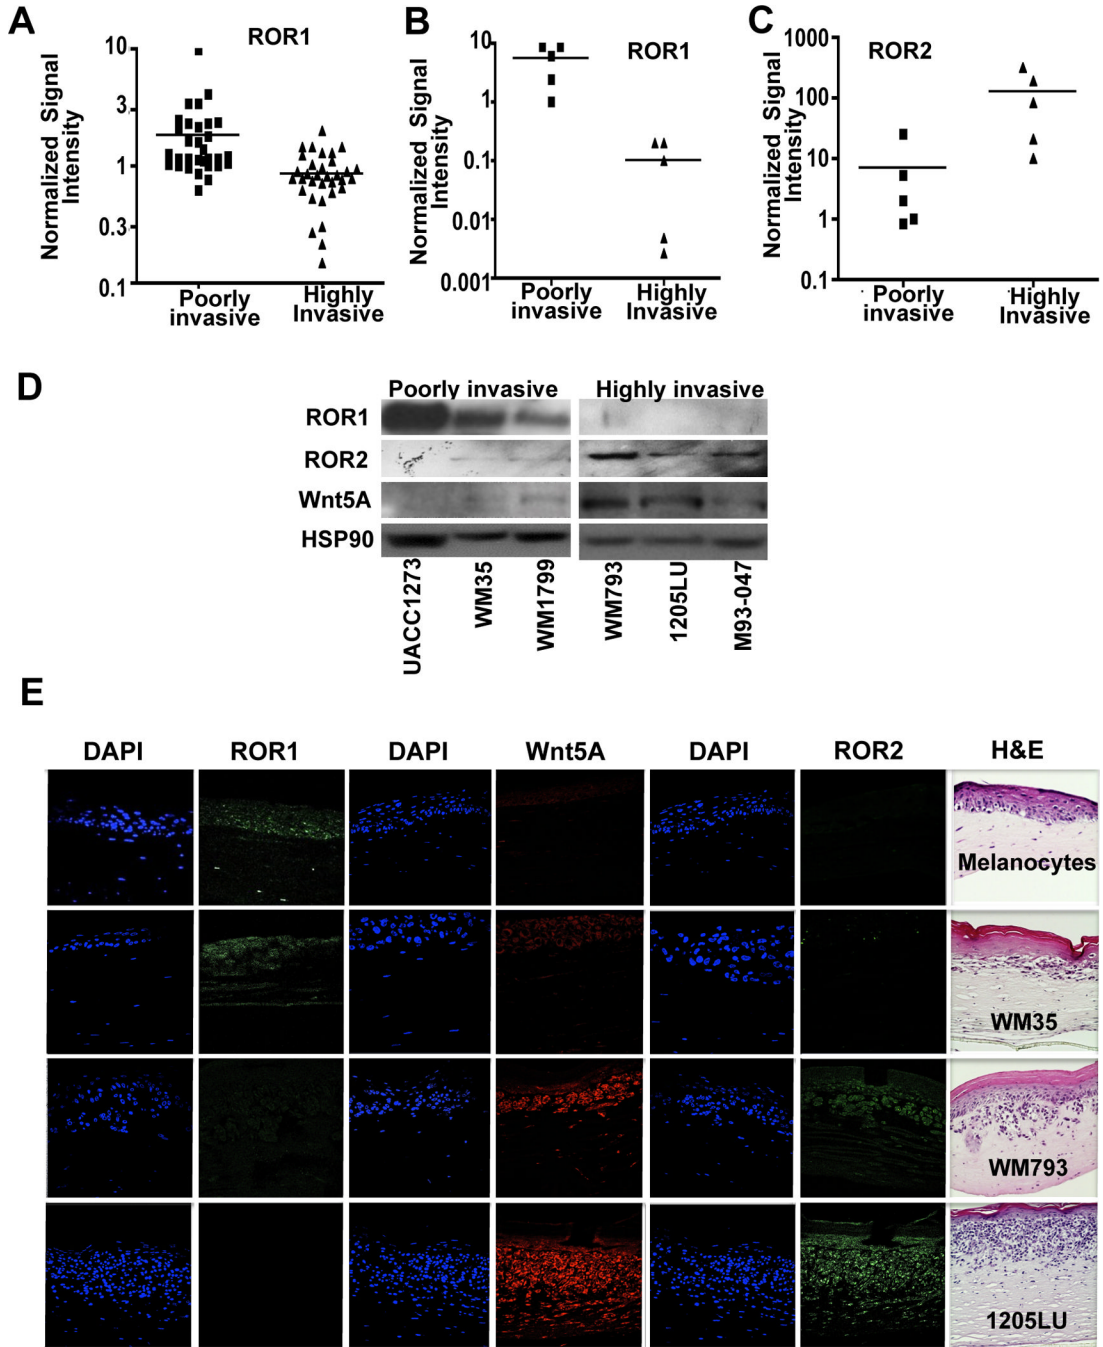 A
ROR1
Normalized Signal
Intensity
10
3
1
0.3
0.1
Poorly
invasive
Highly
Invasive
B
ROR1
Normalized Signal
Intensity
10
1
0.1
0.01
0.001
Poorly
invasive
Highly
Invasive
C
ROR2
Normalized Signal
Intensity
1000
100
10
1
0.1
Poorly
invasive
Highly
Invasive
D
Poorly invasive
Highly invasive
ROR1
ROR2
Wnt5A
HSP90
UACC1273
WM35
WM1799
WM793
1205LU
M93-047
E
DAPI
ROR1
DAPI
Wnt5A
DAPI
ROR2
H&E
Melanocytes
WM35
WM793
1205LU